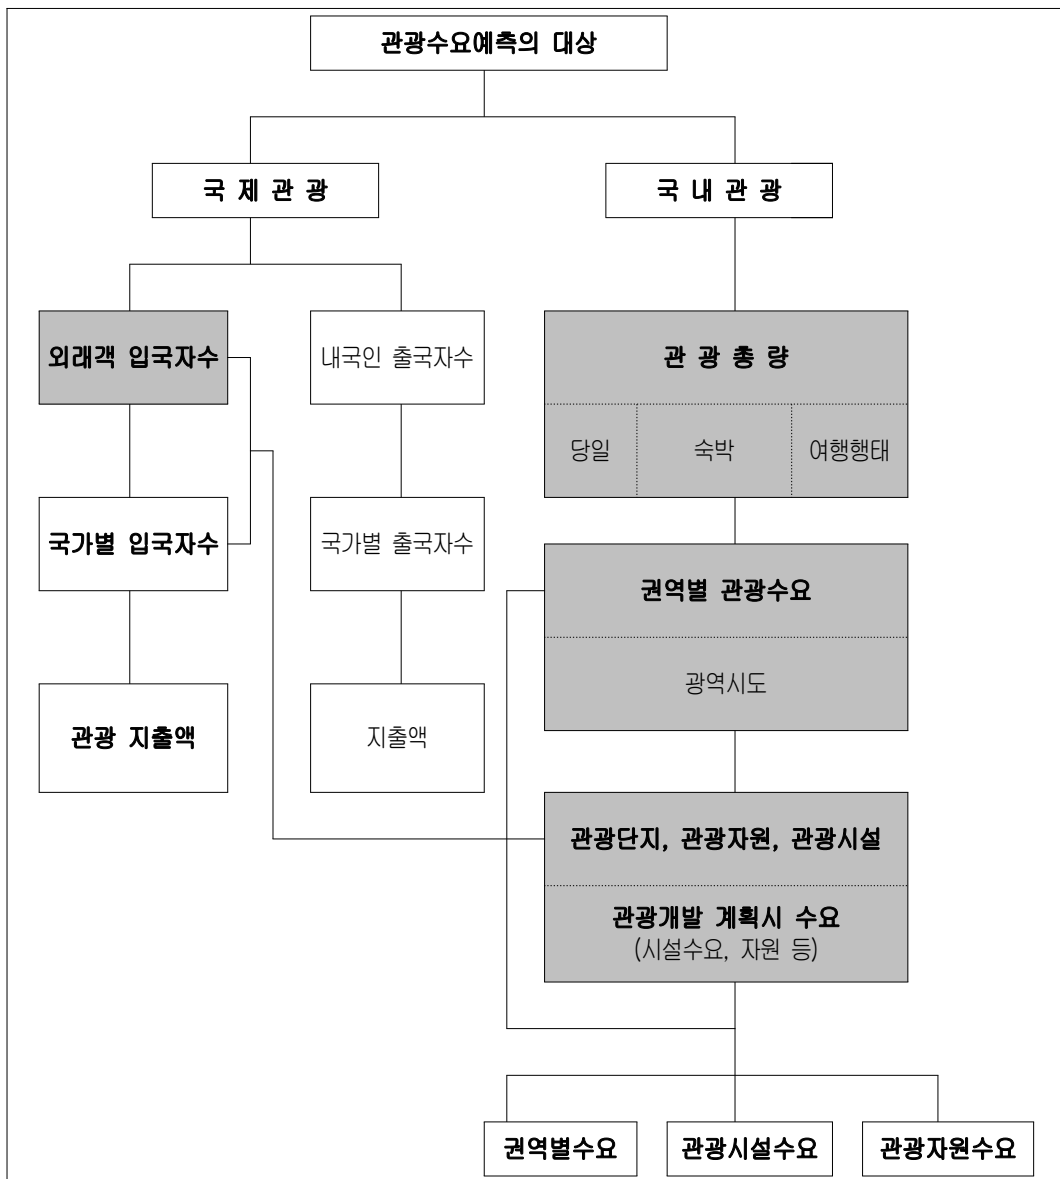 관광수요예측의 대상
국 제 관 광
국 내 관 광
외래객 입국자수
내국인 출국자수
관 광 총 량
당일
숙박
여행행태
국가별 입국자수
국가별 출국자수
권역별 관광수요
광역시도
관광 지출액
지출액
관광단지, 관광자원, 관광시설
관광개발 계획시 수요
(시설수요, 자원 등)
권역별수요
관광시설수요
관광자원수요